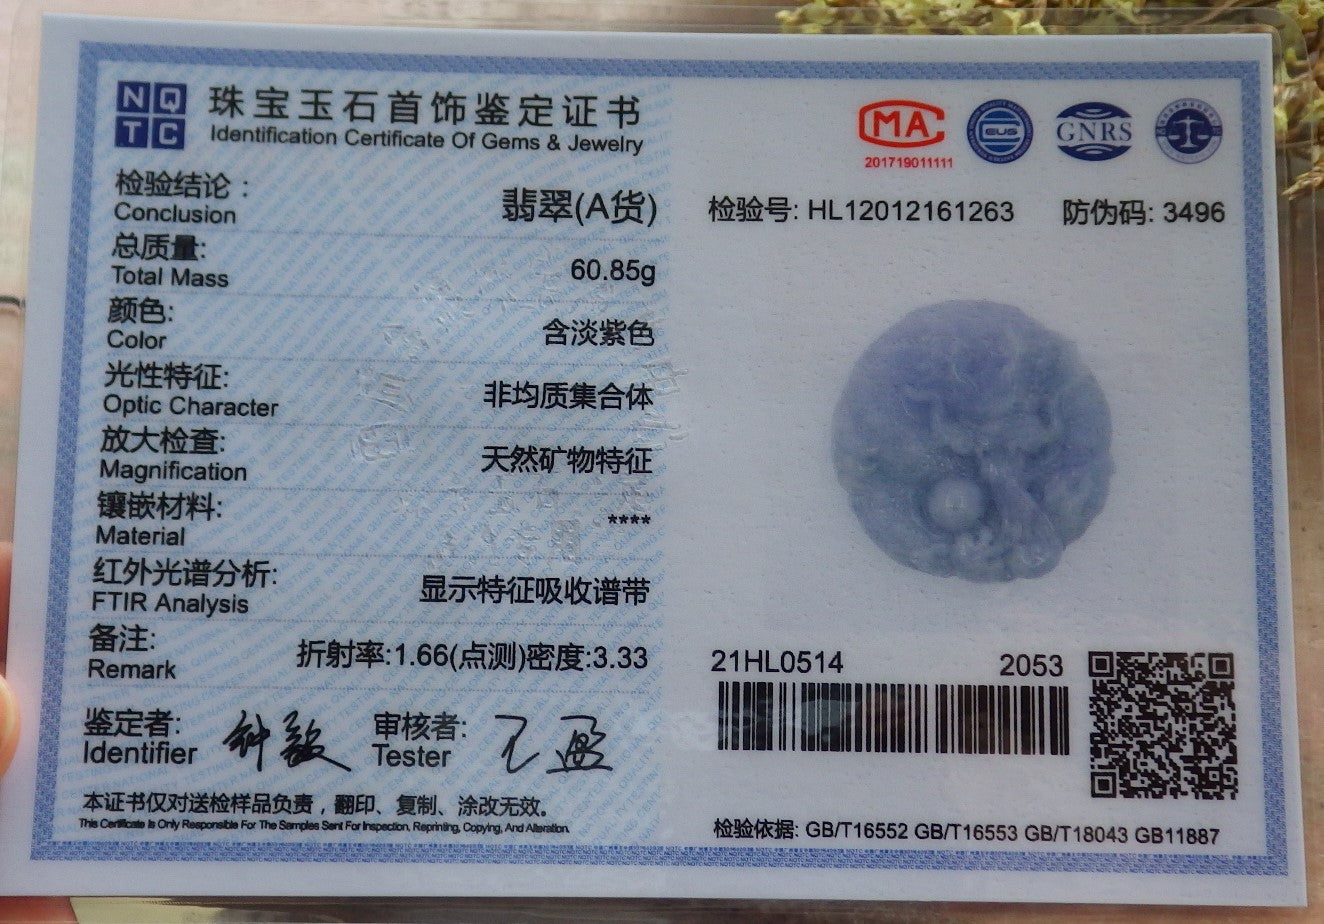 NQ
TC
珠宝玉石首饰鉴定证书
Identification Certificate Of Gems & Jewelry
检验结论：
Conclusion
翡翠(A货)
总质量:
Total Mass
60.85g
颜色:
Color
含淡紫色
光性特征:
Optic Character
非均质集合体
放大检查:
Magnification
天然矿物特征
镶嵌材料:
Material
****
红外光谱分析:
FTIR Analysis
显示特征吸收谱带
备注:
Remark
折射率:1.66(点测)密度:3.33
鉴定者:
Identifier
审核者:
Tester
本证书仅对送检样品负责，翻印、复制、涂改无效。
This Certificate Is Only Responsible For The Samples Sent For Inspection, Reprinting, Copying, And Alteration.
MA
201719011111
GNRS
检验号: HL12012161263
防伪码: 3496
21HL0514
2053
检验依据: GB/T16552 GB/T16553 GB/T18043 GB11887